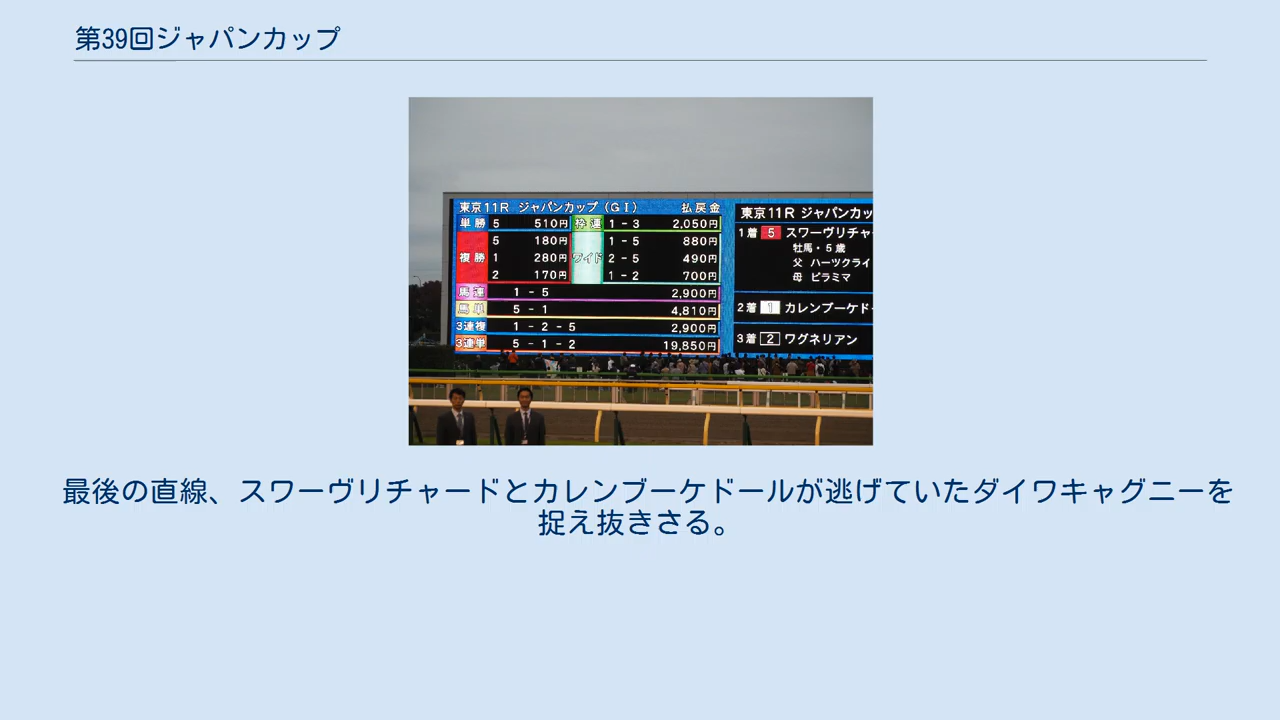 第39回ジャパンカップ
東京11R ジャパンカップ(GI) 払戻金
単勝 5 510円 枠連 1-3 2,050円
複勝 5 180円 ワイド 1-5 880円
1 280円 2-5 490円
2 170円 1-2 700円
馬連 1-5 2,900円
馬単 5-1 4,810円
3連複 1-2-5 2,900円
3連単 5-1-2 19,850円
東京11R ジャパンカッ
1着 5 スワーヴリチャー
牡馬・5歳
父 ハーツクライ
母 ピラミマ
2着 1 カレンブーケド
3着 2 ワグネリアン
最後の直線、スワーヴリチャードとカレンブーケドールが逃げていたダイワキャグニーを
捉え抜きさる。